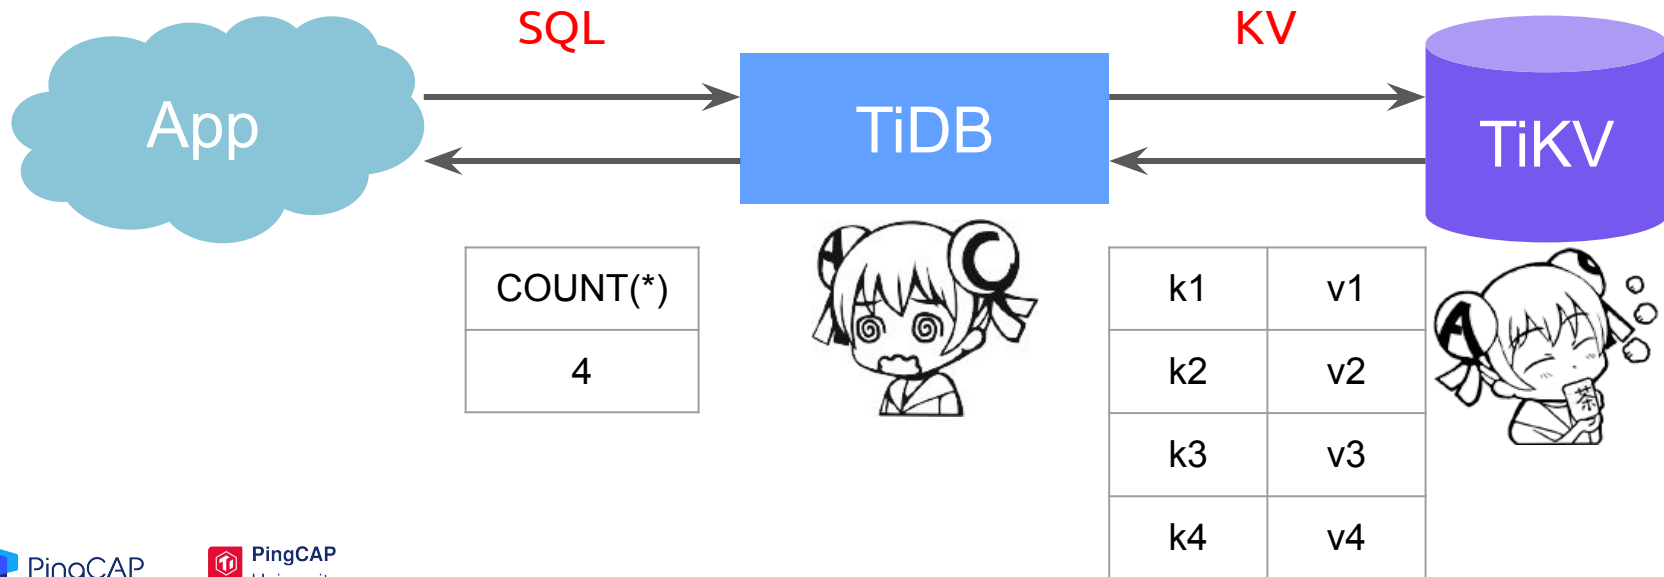 SQL
KV
App
TiDB
TiKV
COUNT(*)
4
k1 v1
k2 v2
k3 v3
k4 v4
A
C
A
茶
PingCAP
PingCAP